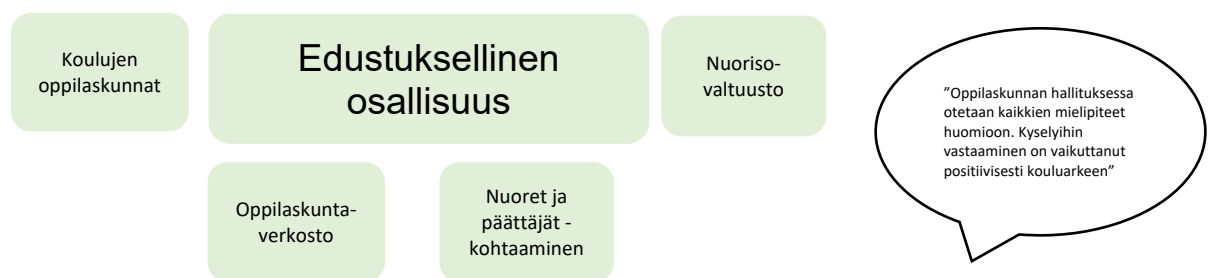 Koulujen
oppilaskunnat
Edustuksellinen
osallisuus
Nuoriso-
valtuusto
Oppilaskunta-
verkosto
Nuoret ja
päättäjät -
kohtaaminen
”Oppilaskunnan hallituksessa
otetaan kaikkien mielipiteet
huomioon. Kyselyihin
vastaaminen on vaikuttanut
positiivisesti kouluarkeen”